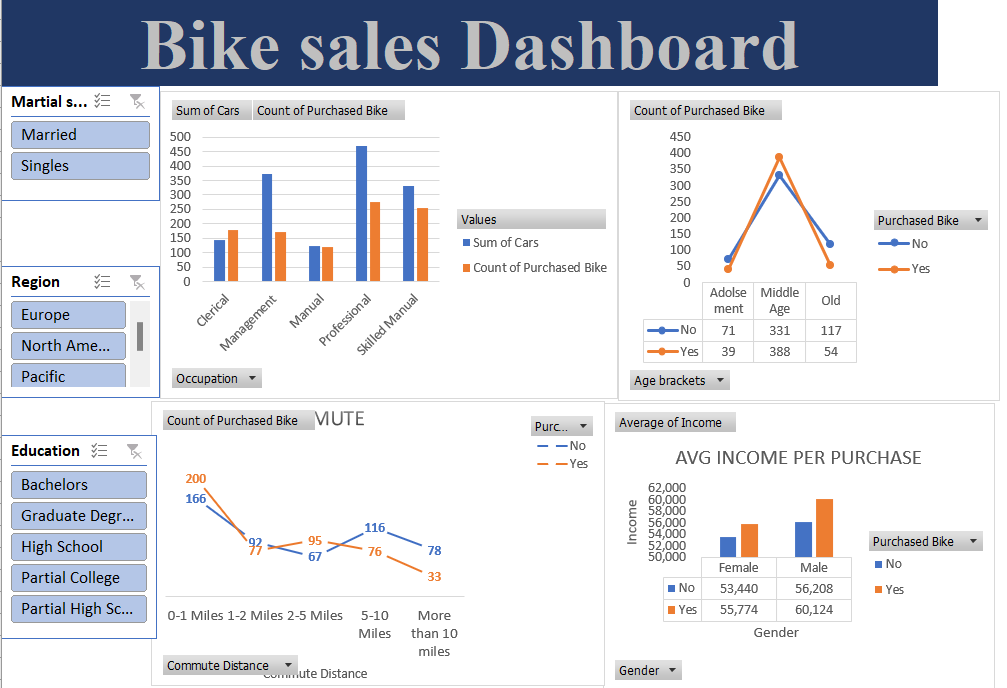 Bike sales Dashboard
Martial s...
Married
Singles
Region
Europe
North Ame...
Pacific
Education
Bachelors
Graduate Degr...
High School
Partial College
Partial High Sc...
Sum of Cars Count of Purchased Bike
500
450
400
350
300
250
200
150
100
50
0
Clerical
Management
Manual
Professional
Skilled Manual
Values
Sum of Cars
Count of Purchased Bike
Occupation
Count of Purchased Bike
450
400
350
300
250
200
150
100
50
0
Adolse
ment
Middle
Age
Old
No 71 331 117
Yes 39 388 54
Purchased Bike
No
Yes
Age brackets
Count of Purchased Bike MUTE
Purc...
No
Yes
200
166
92
77
95
67
116
76
78
33
0-1 Miles 1-2 Miles 2-5 Miles 5-10
Miles
More
than 10
miles
Commute Distance
Commute Distance
Average of Income
AVG INCOME PER PURCHASE
Income
62,000
60,000
58,000
56,000
54,000
52,000
50,000
Female Male
No 53,440 56,208
Yes 55,774 60,124
Gender
Purchased Bike
No
Yes
Gender